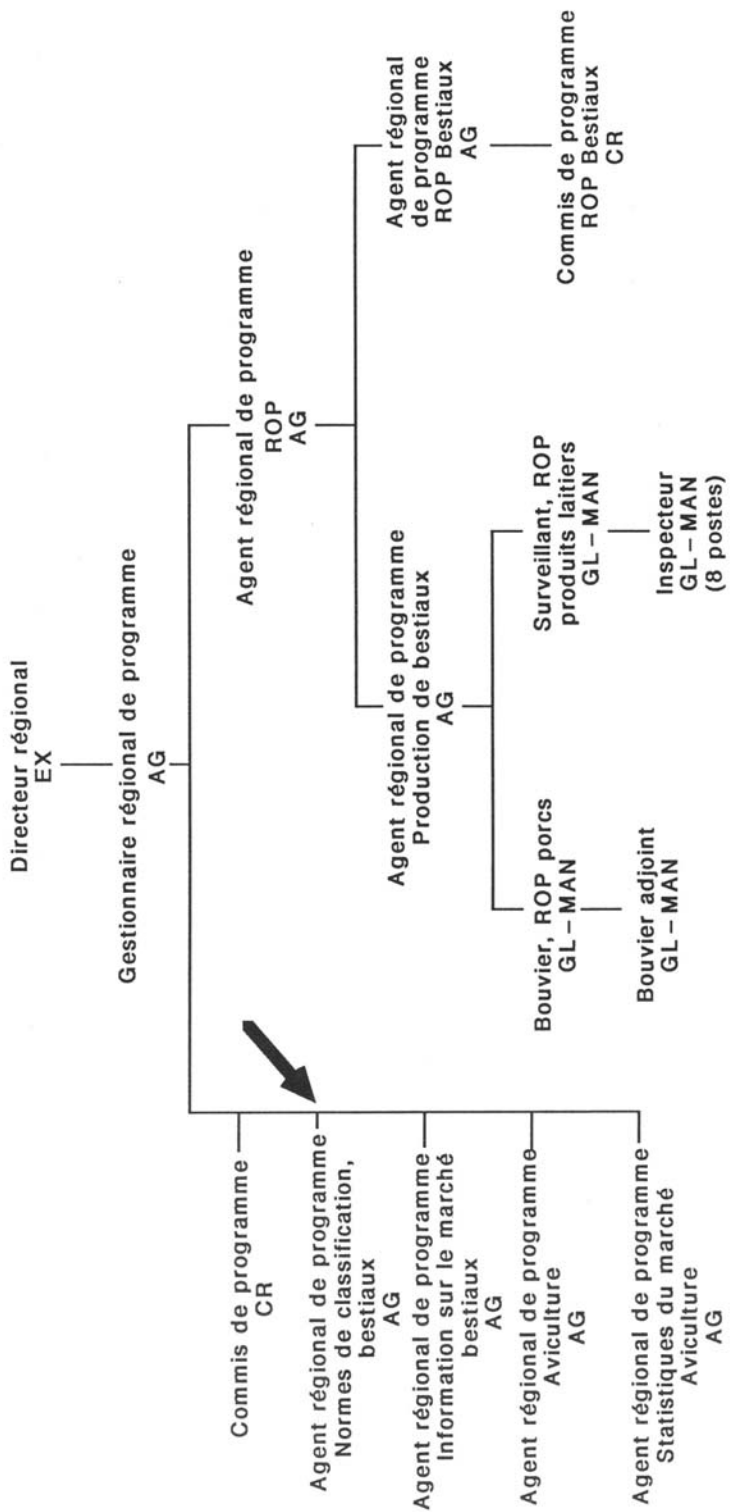 Directeur régional
EX
Gestionnaire régional de programme
AG
Commis de programme
CR
Agent régional de programme
Normes de classification,
bestiaux
AG
Agent régional de programme
Information sur le marché
bestiaux
AG
Agent régional de programme
Aviculture
AG
Agent régional de programme
Statistiques du marché
Aviculture
AG
Agent régional de programme
ROP
AG
Agent régional de programme
Production de bestiaux
AG
Bouvier, ROP porcs
GL–MAN
Bouvier adjoint
GL–MAN
Surveillant, ROP
produits laitiers
GL–MAN
Inspecteur
GL–MAN
(8 postes)
Agent régional
de programme
ROP Bestiaux
AG
Commis de programme
ROP Bestiaux
CR